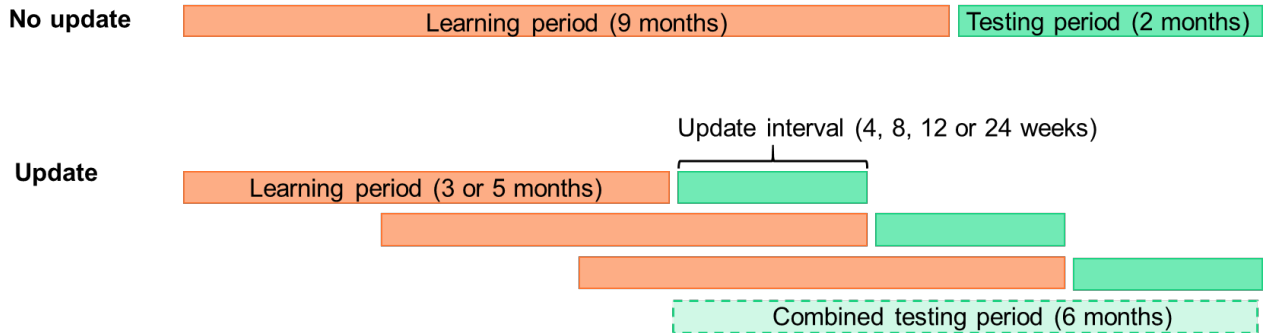 No update
Learning period (9 months)
Testing period (2 months)
Update interval (4, 8, 12 or 24 weeks)
Update
Learning period (3 or 5 months)
Combined testing period (6 months)